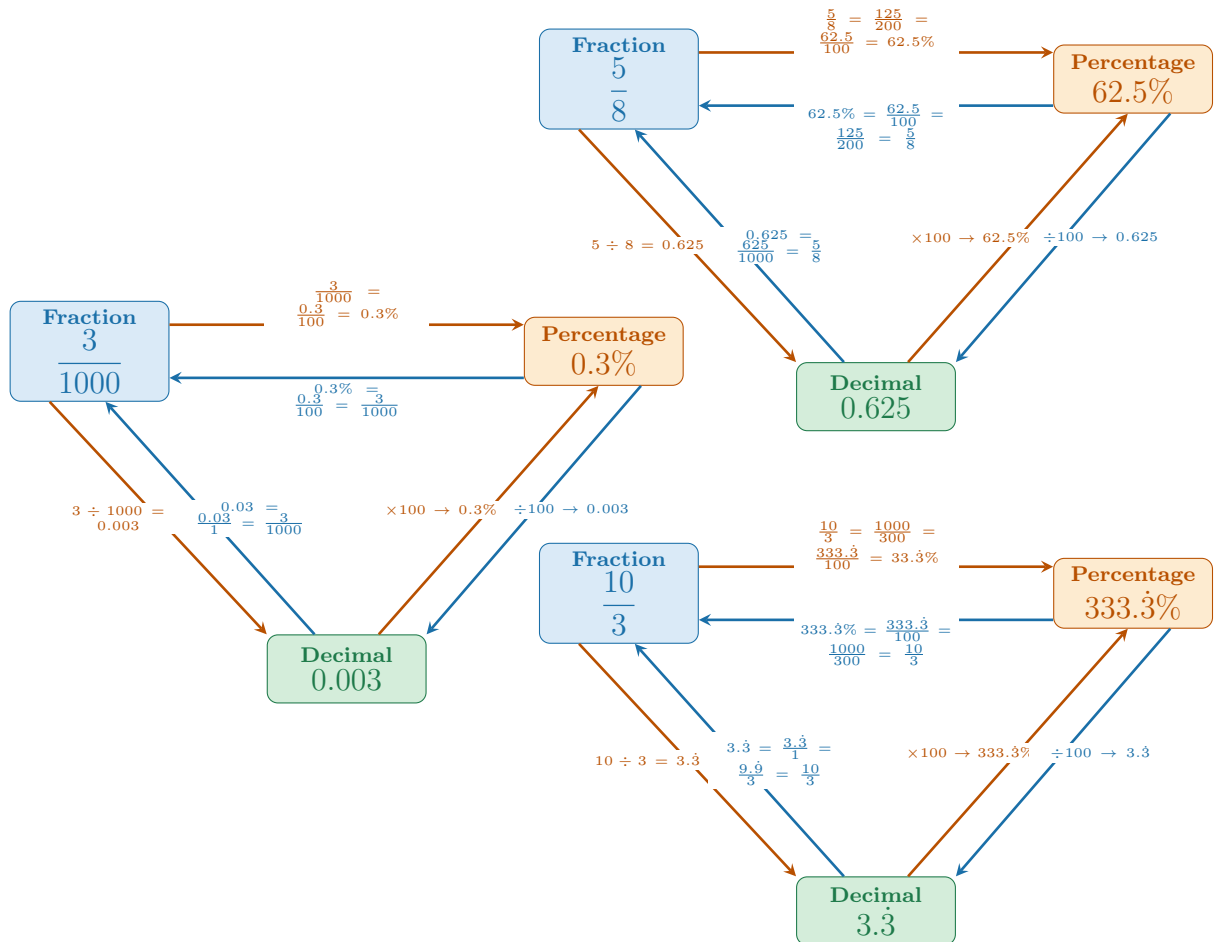 5/8 = 125/200 =
62.5/100 = 62.5%
Fraction
5/8
Percentage
62.5%
62.5% = 62.5/100 =
125/200 = 5/8
5 ÷ 8 = 0.625
0.625 =
625/1000 = 5/8
×100 → 62.5%
÷100 → 0.625
Decimal
0.625
3/1000 =
0.3/100 = 0.3%
Fraction
3/1000
Percentage
0.3%
0.3% =
0.3/100 = 3/1000
3 ÷ 1000 =
0.003
0.03 =
0.03/1 = 3/1000
×100 → 0.3%
÷100 → 0.003
Decimal
0.003
10/3 = 1000/300 =
333.3̇/100 = 33.3̇%
Fraction
10/3
Percentage
333.3̇%
333.3̇% = 333.3̇/100 =
1000/300 = 10/3
10 ÷ 3 = 3.3̇
3.3̇ = 3.3̇/1 =
9.9̇/3 = 10/3
×100 → 333.3̇%
÷100 → 3.3̇
Decimal
3.3̇